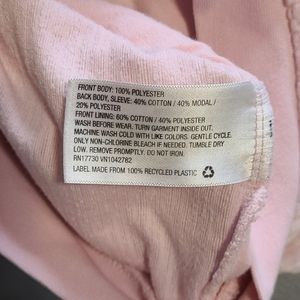 FRONT BODY: 100% POLYESTER
BACK BODY, SLEEVE: 40% COTTON / 40% MODAL /
20% POLYESTER
FRONT LINING: 60% COTTON / 40% POLYESTER
WASH BEFORE WEAR. TURN GARMENT INSIDE OUT.
MACHINE WASH COLD WITH LIKE COLORS. GENTLE CYCLE.
ONLY NON-CHLORINE BLEACH IF NEEDED. TUMBLE DRY
LOW. REMOVE PROMPTLY. DO NOT IRON.
RN17730 VN1042782
LABEL MADE FROM 100% RECYCLED PLASTIC